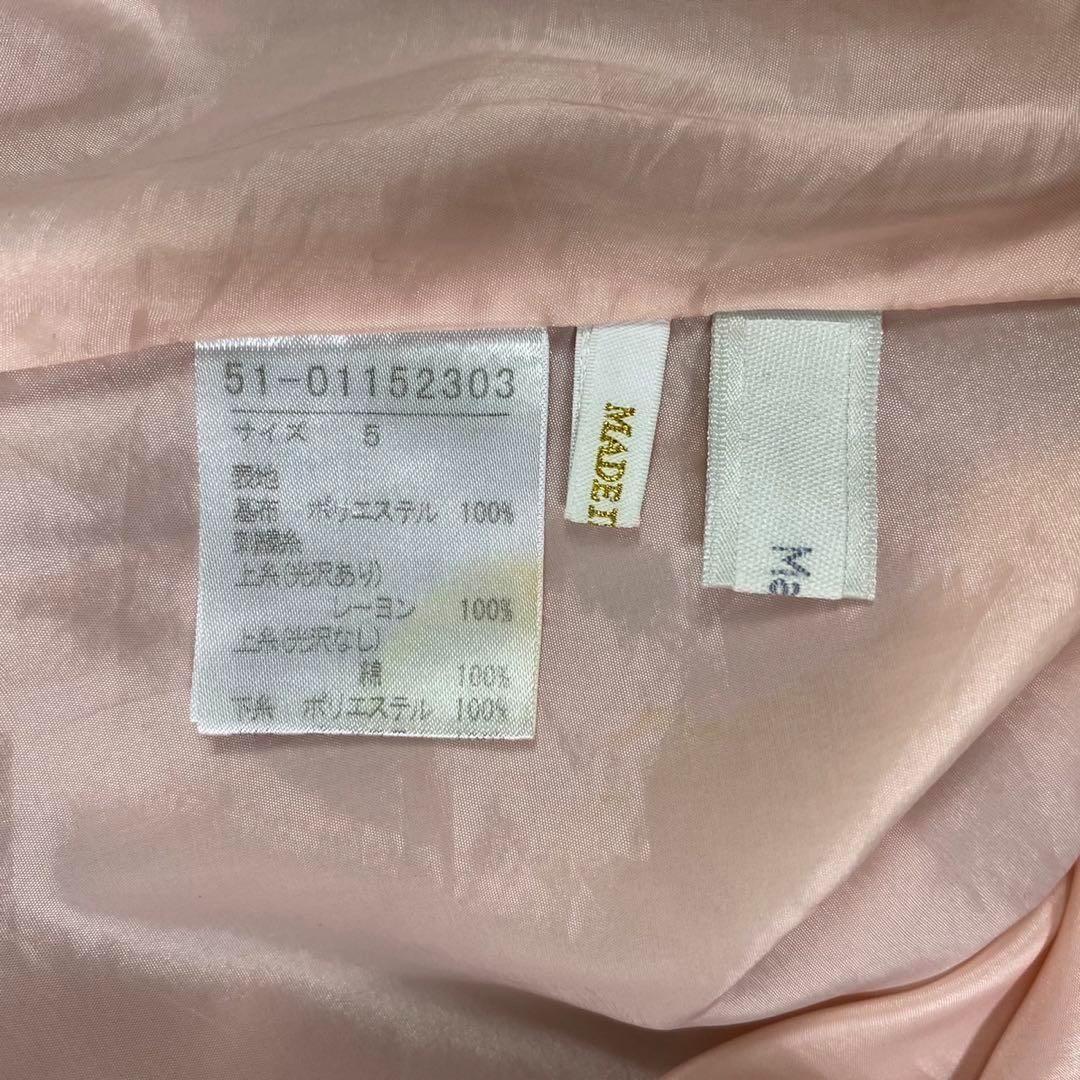 51-01152303
サイズ 5
表地
基布 ポリエステル 100%
刺繍糸
上糸(光沢あり)
レーヨン 100%
上糸(光沢なし)
綿 100%
下糸 ポリエステル 100%
MADE I
Ma